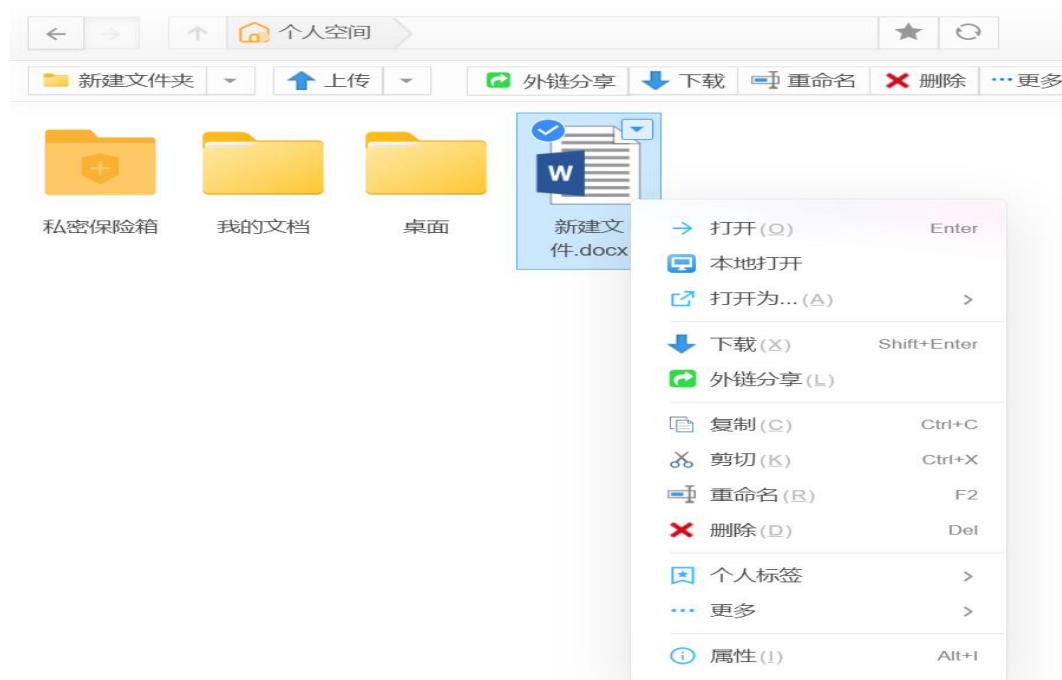 个人空间
新建文件夹 上传 外链分享 下载 重命名 删除 ···更多
私密保险箱 我的文档 桌面 新建文件.docx
W
打开(O) Enter
本地打开
打开为...(A) >
下载(X) Shift+Enter
外链分享(L)
复制(C) Ctrl+C
剪切(K) Ctrl+X
重命名(R) F2
删除(D) Del
个人标签 >
更多 >
属性(I) Alt+I